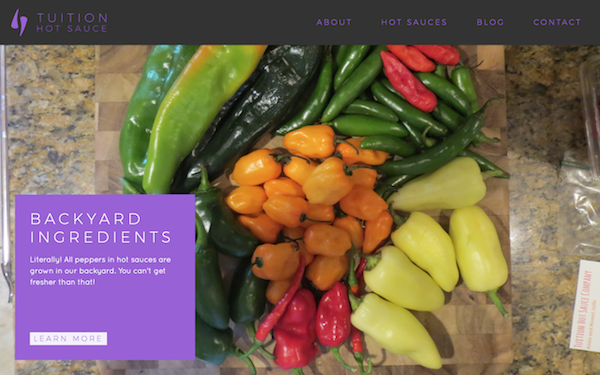 TUITION
HOT SAUCE
ABOUT HOT SAUCES BLOG CONTACT
BACKYARD
INGREDIENTS
Literally! All peppers in hot sauces are
grown in our backyard. You can't get
fresher than that!
LEARN MORE
TUITION HOT SAUCE COMPANY